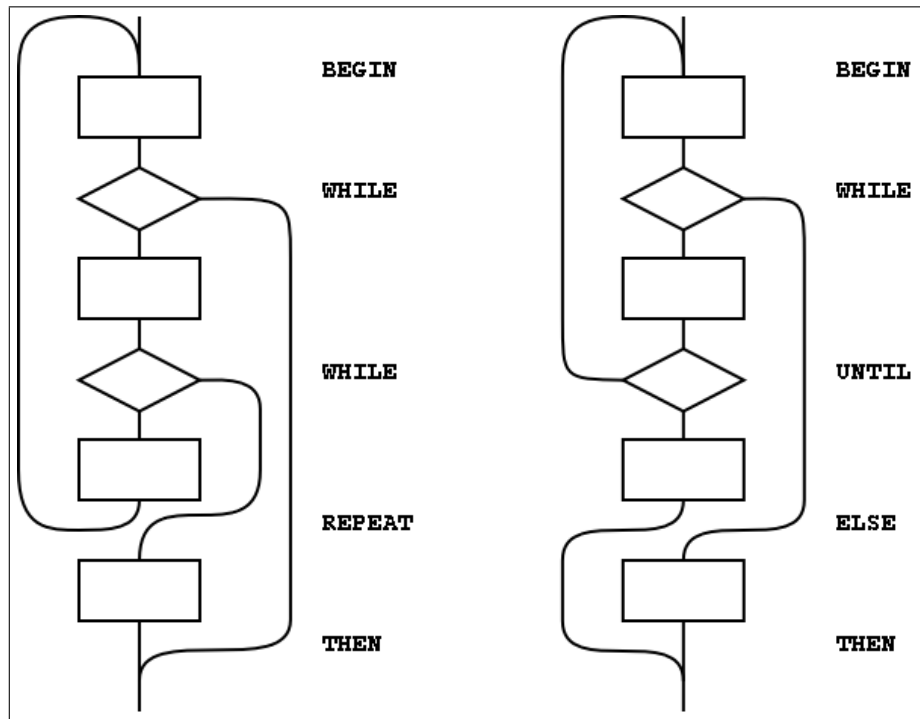 BEGIN
WHILE
WHILE
REPEAT
THEN
BEGIN
WHILE
UNTIL
ELSE
THEN